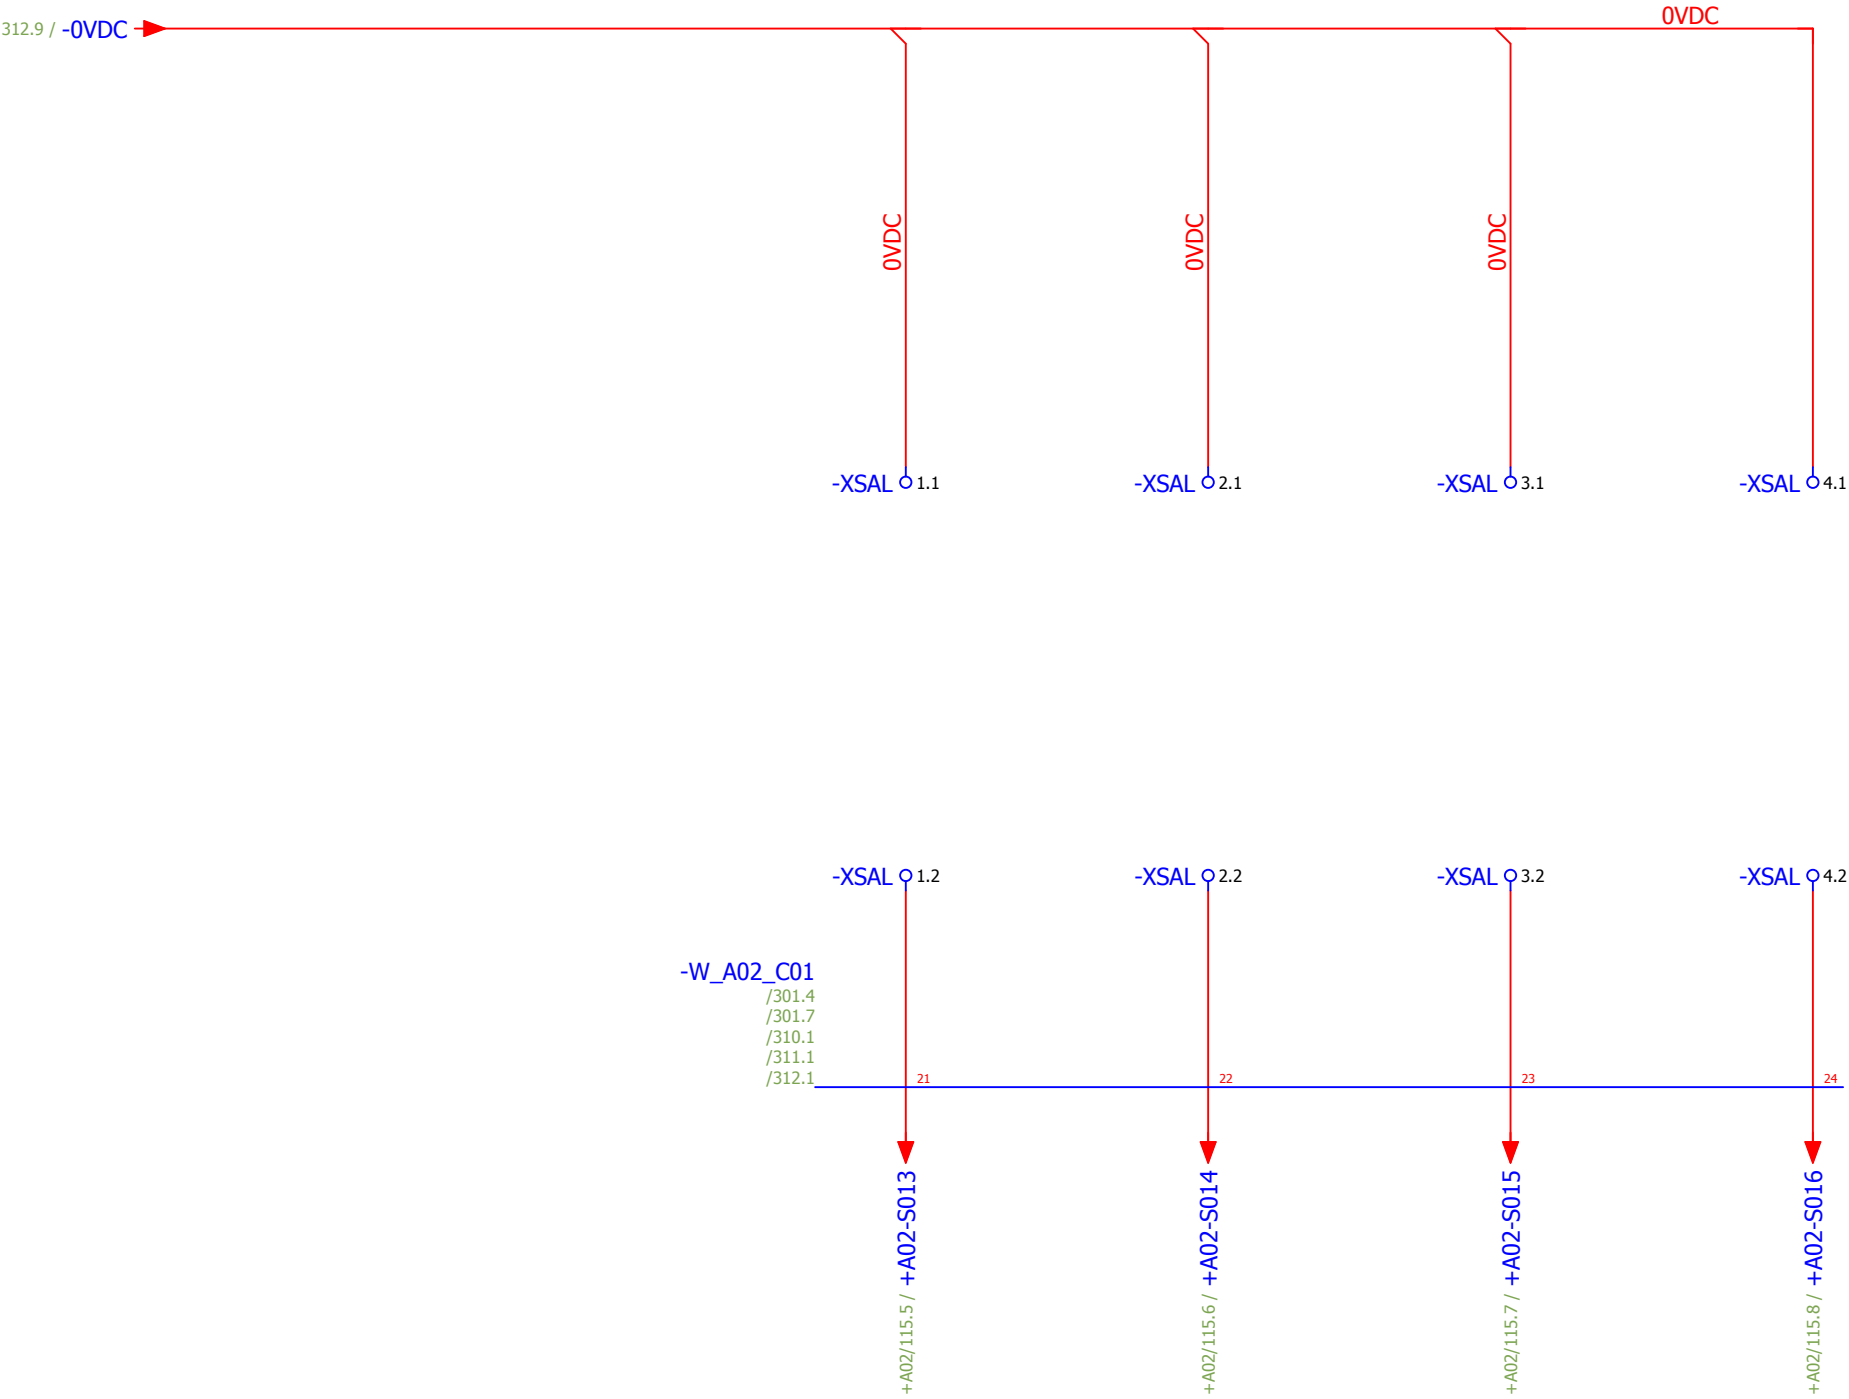 312.9 / -0VDC
0VDC
0VDC
0VDC
0VDC
-XSAL 1.1
-XSAL 2.1
-XSAL 3.1
-XSAL 4.1
-XSAL 1.2
-XSAL 2.2
-XSAL 3.2
-XSAL 4.2
-W_A02_C01
/301.4
/301.7
/310.1
/311.1
/312.1
21
22
23
24
+A02/115.5 / +A02-S013
+A02/115.6 / +A02-S014
+A02/115.7 / +A02-S015
+A02/115.8 / +A02-S016